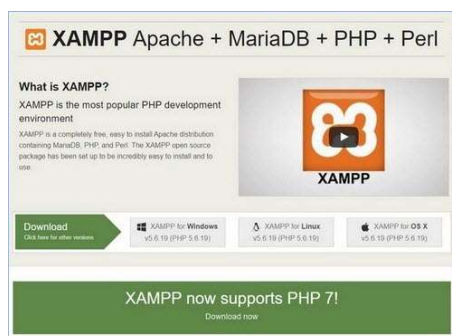 XAMPP Apache + MariaDB + PHP + Perl
What is XAMPP?
XAMPP is the most popular PHP development
environment
XAMPP is a completely free, easy to install Apache distribution
containing MariaDB, PHP, and Perl. The XAMPP open source
package has been set up to be incredibly easy to install and to
use.
XAMPP
Download
Click here for other versions
XAMPP for Windows
v5.6.19 (PHP 5.6.19)
XAMPP for Linux
v5.6.19 (PHP 5.6.19)
XAMPP for OS X
v5.6.19 (PHP 5.6.19)
XAMPP now supports PHP 7!
Download now